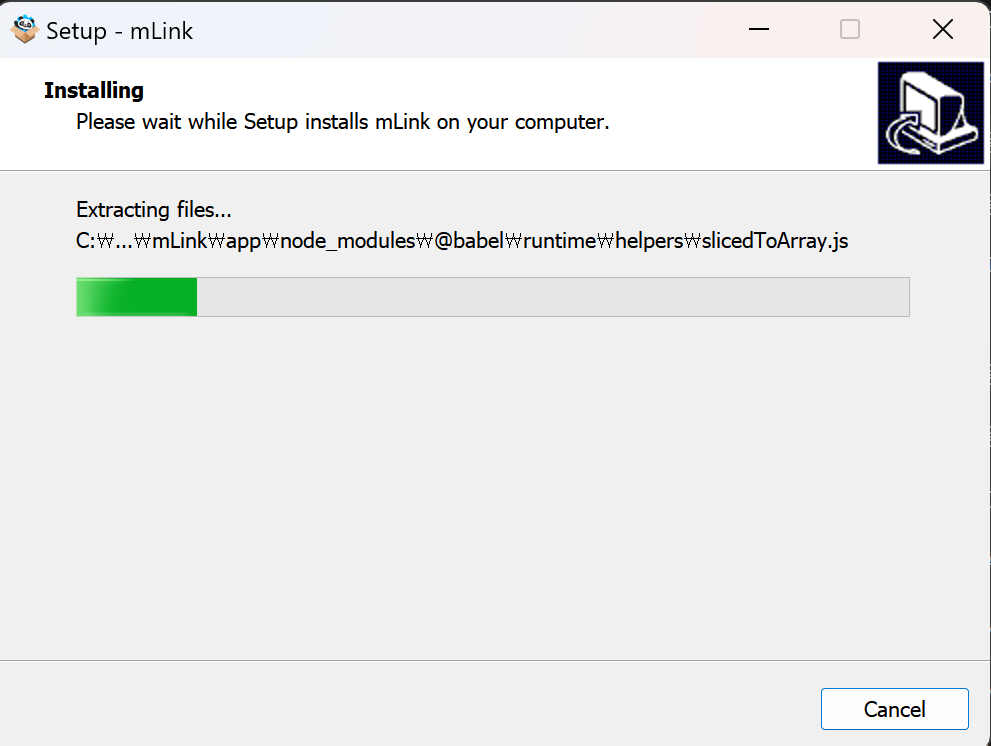 Setup - mLink
Installing
Please wait while Setup installs mLink on your computer.
Extracting files...
C:₩...₩mLink₩app₩node_modules₩@babel₩runtime₩helpers₩slicedToArray.js
Cancel